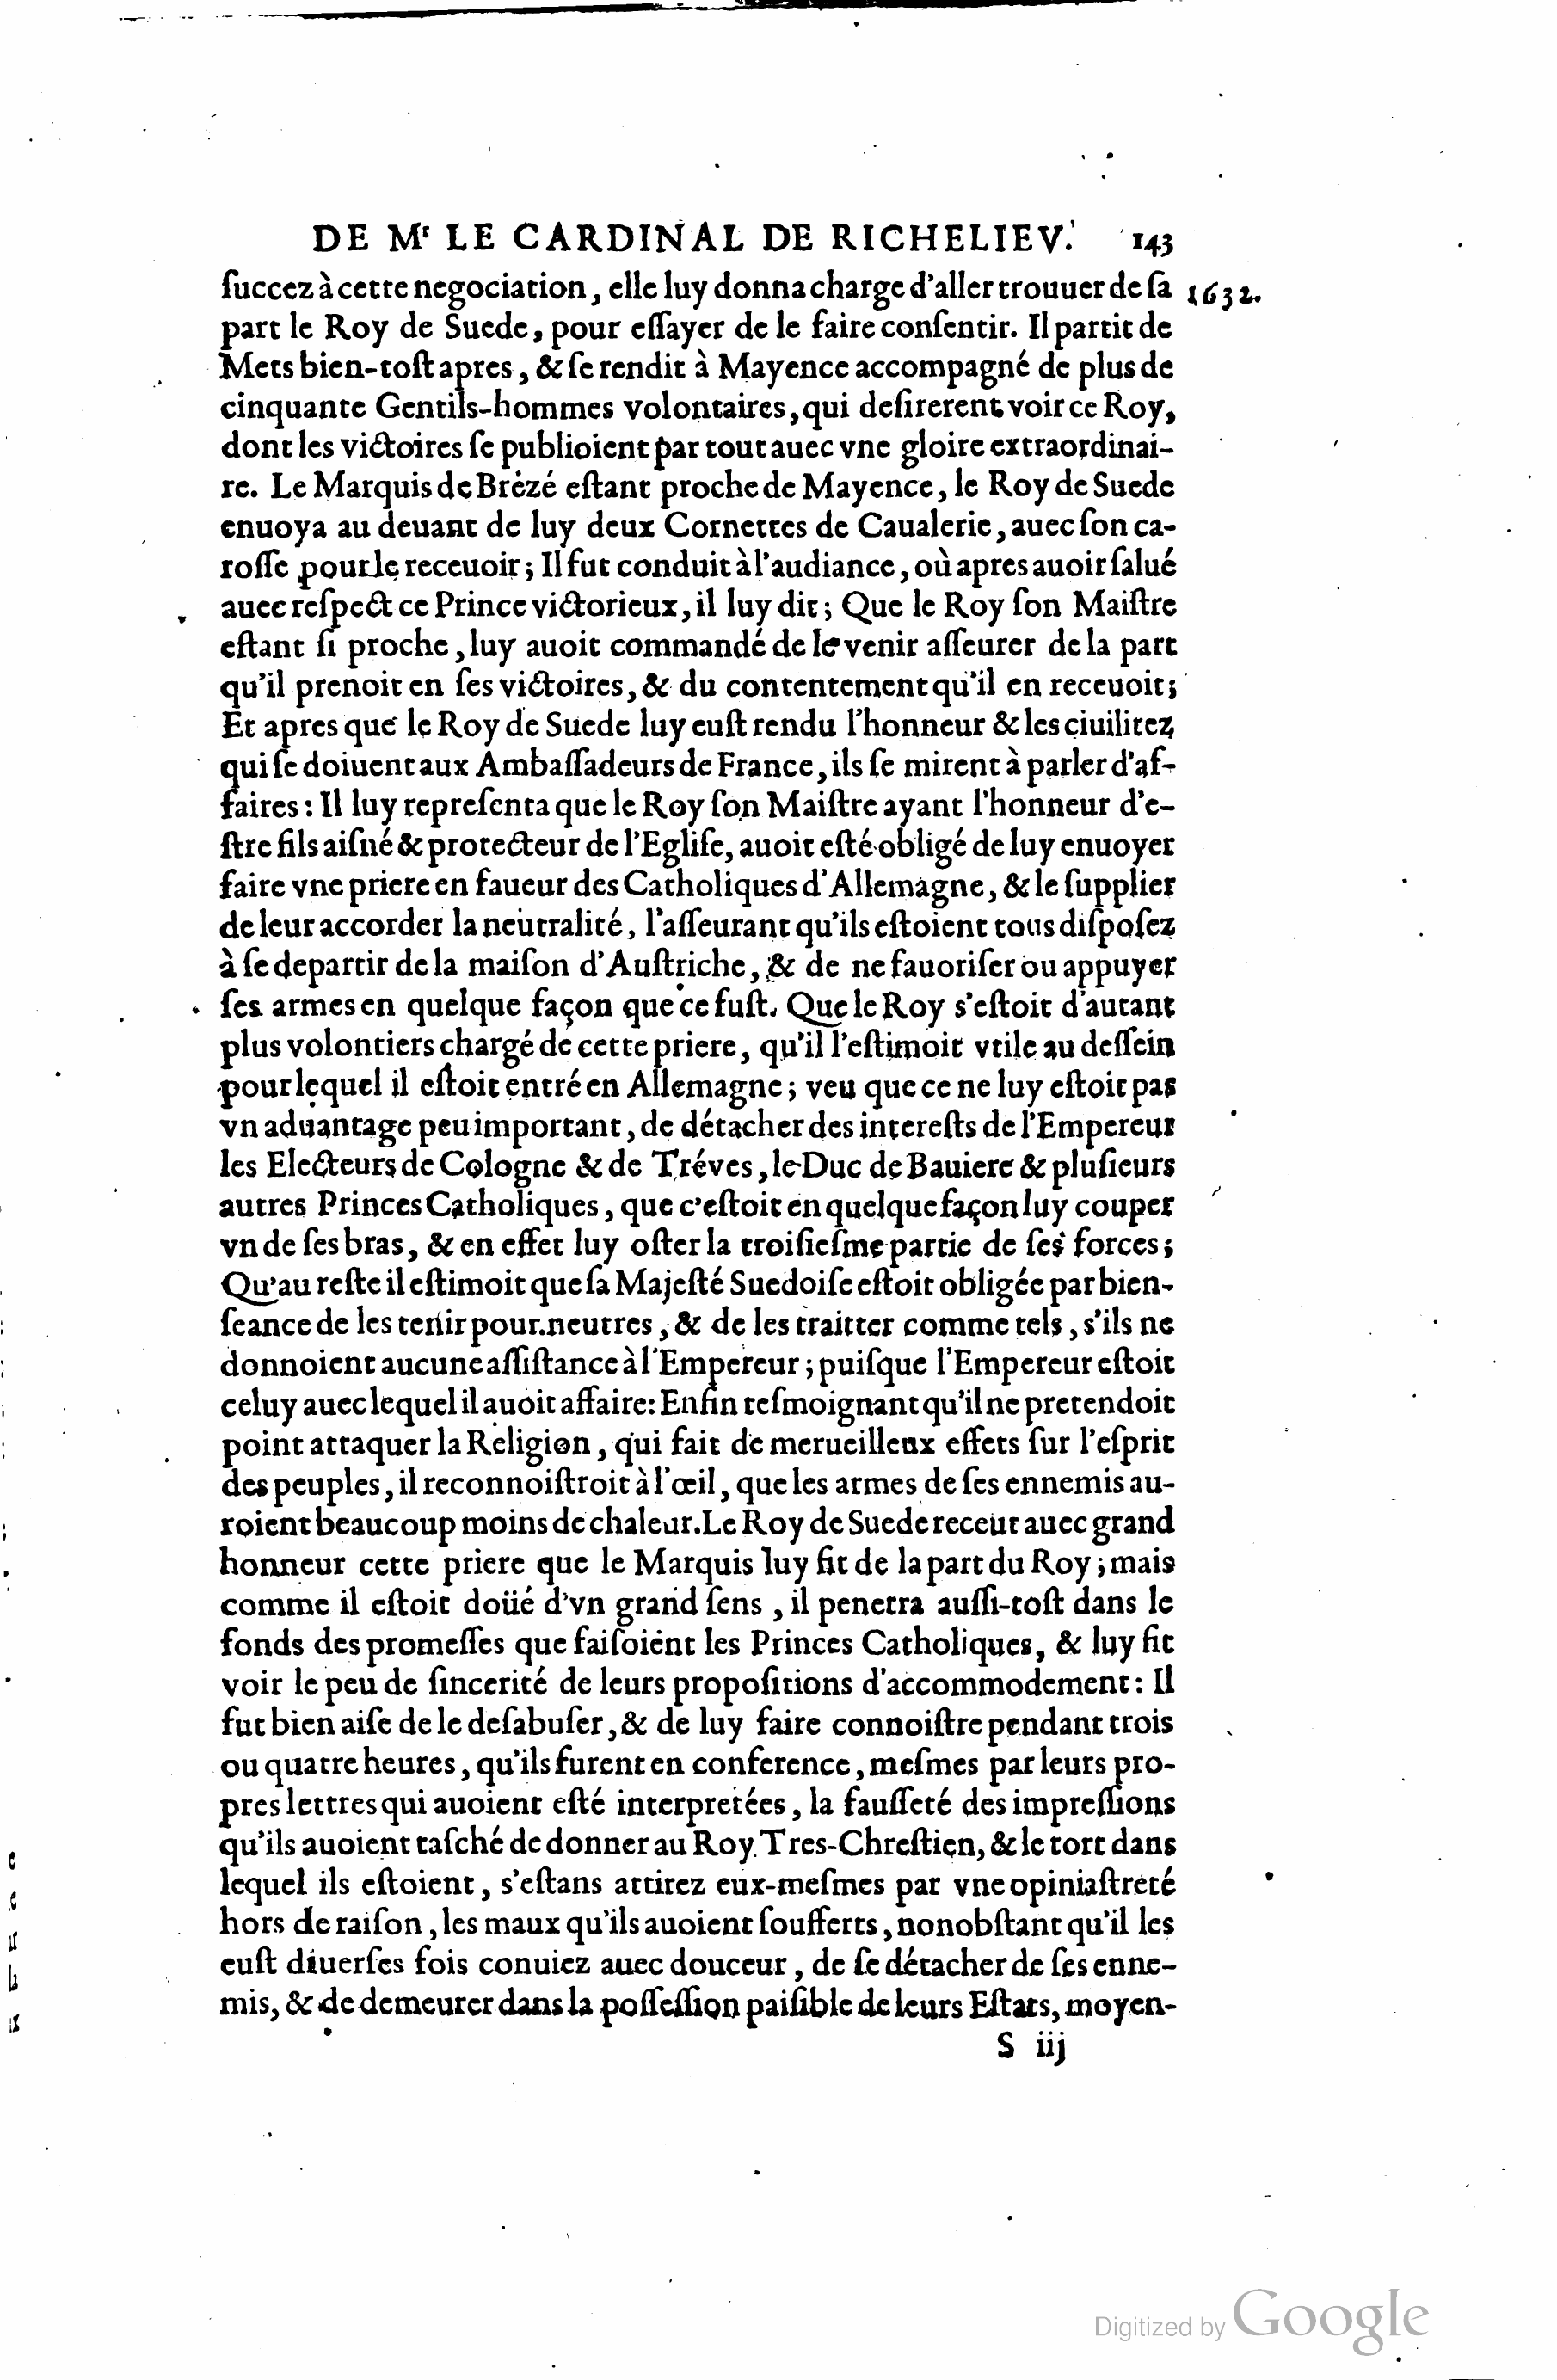 DE Mʳ LE CARDINAL DE RICHELIEV. 143
ſuccez à cette negociation, elle luy donna charge d'aller trouuer de ſa 1632.
part le Roy de Suede, pour eſſayer de le faire conſentir. Il partit de
Mets bien-toſt apres, & ſe rendit à Mayence accompagné de plus de
cinquante Gentils-hommes volontaires, qui deſirerent voir ce Roy,
dont les victoires ſe publioient par tout auec vne gloire extraordinai-
re. Le Marquis de Brézé eſtant proche de Mayence, le Roy de Suede
enuoya au deuant de luy deux Cornettes de Caualerie, auec ſon ca-
roſſe pour le receuoir; Il fut conduit à l'audiance, où apres auoir ſalué
auec reſpect ce Prince victorieux, il luy dit; Que le Roy ſon Maiſtre
eſtant ſi proche, luy auoit commandé de le venir aſſeurer de la part
qu'il prenoit en ſes victoires, & du contentement qu'il en receuoit;
Et apres que le Roy de Suede luy euſt rendu l'honneur & les ciuilitez
qui ſe doiuent aux Ambaſſadeurs de France, ils ſe mirent à parler d'af-
faires: Il luy repreſenta que le Roy ſon Maiſtre ayant l'honneur d'e-
ſtre fils aiſné & protecteur de l'Egliſe, auoit eſté obligé de luy enuoyer
faire vne priere en faueur des Catholiques d'Allemagne, & le ſupplier
de leur accorder la neutralité, l'aſſeurant qu'ils eſtoient tous diſpoſez
à ſe departir de la maiſon d'Auſtriche, & de ne fauoriſer ou appuyer
ſes armes en quelque façon que ce fuſt. Que le Roy s'eſtoit d'autant
plus volontiers chargé de cette priere, qu'il l'eſtimoit vtile au deſſein
pour lequel il eſtoit entré en Allemagne; veu que ce ne luy eſtoit pas
vn aduantage peu important, de détacher des intereſts de l'Empereur
les Electeurs de Cologne & de Tréves, le Duc de Bauiere & pluſieurs
autres Princes Catholiques, que c'eſtoit en quelque façon luy couper
vn de ſes bras, & en effet luy oſter la troiſieſme partie de ſes forces;
Qu'au reſte il eſtimoit que ſa Majeſté Suedoiſe eſtoit obligée par bien-
ſeance de les tenir pour neutres, & de les traitter comme tels, s'ils ne
donnoient aucune aſſiſtance à l'Empereur; puiſque l'Empereur eſtoit
celuy auec lequel il auoit affaire: Enfin teſmoignant qu'il ne pretendoit
point attaquer la Religion, qui fait de merueilleux effets ſur l'eſprit
des peuples, il reconnoiſtroit à l'œil, que les armes de ſes ennemis au-
roient beaucoup moins de chaleur. Le Roy de Suede receut auec grand
honneur cette priere que le Marquis luy fit de la part du Roy; mais
comme il eſtoit doüé d'vn grand ſens, il penetra auſſi-toſt dans le
fonds des promeſſes que faiſoient les Princes Catholiques, & luy fit
voir le peu de ſincerité de leurs propoſitions d'accommodement: Il
fut bien aiſe de le deſabuſer, & de luy faire connoiſtre pendant trois
ou quatre heures, qu'ils furent en conference, meſmes par leurs pro-
pres lettres qui auoient eſté interpretées, la fauſſeté des impreſſions
qu'ils auoient taſché de donner au Roy Tres-Chreſtien, & le tort dans
lequel ils eſtoient, s'eſtans attirez eux-meſmes par vne opiniaſtreté
hors de raiſon, les maux qu'ils auoient ſoufferts, nonobſtant qu'il les
euſt diuerſes fois conuiez auec douceur, de ſe détacher de ſes enne-
mis, & de demeurer dans la poſſeſſion paiſible de leurs Eſtats, moyen-
S iij
Digitized by Google